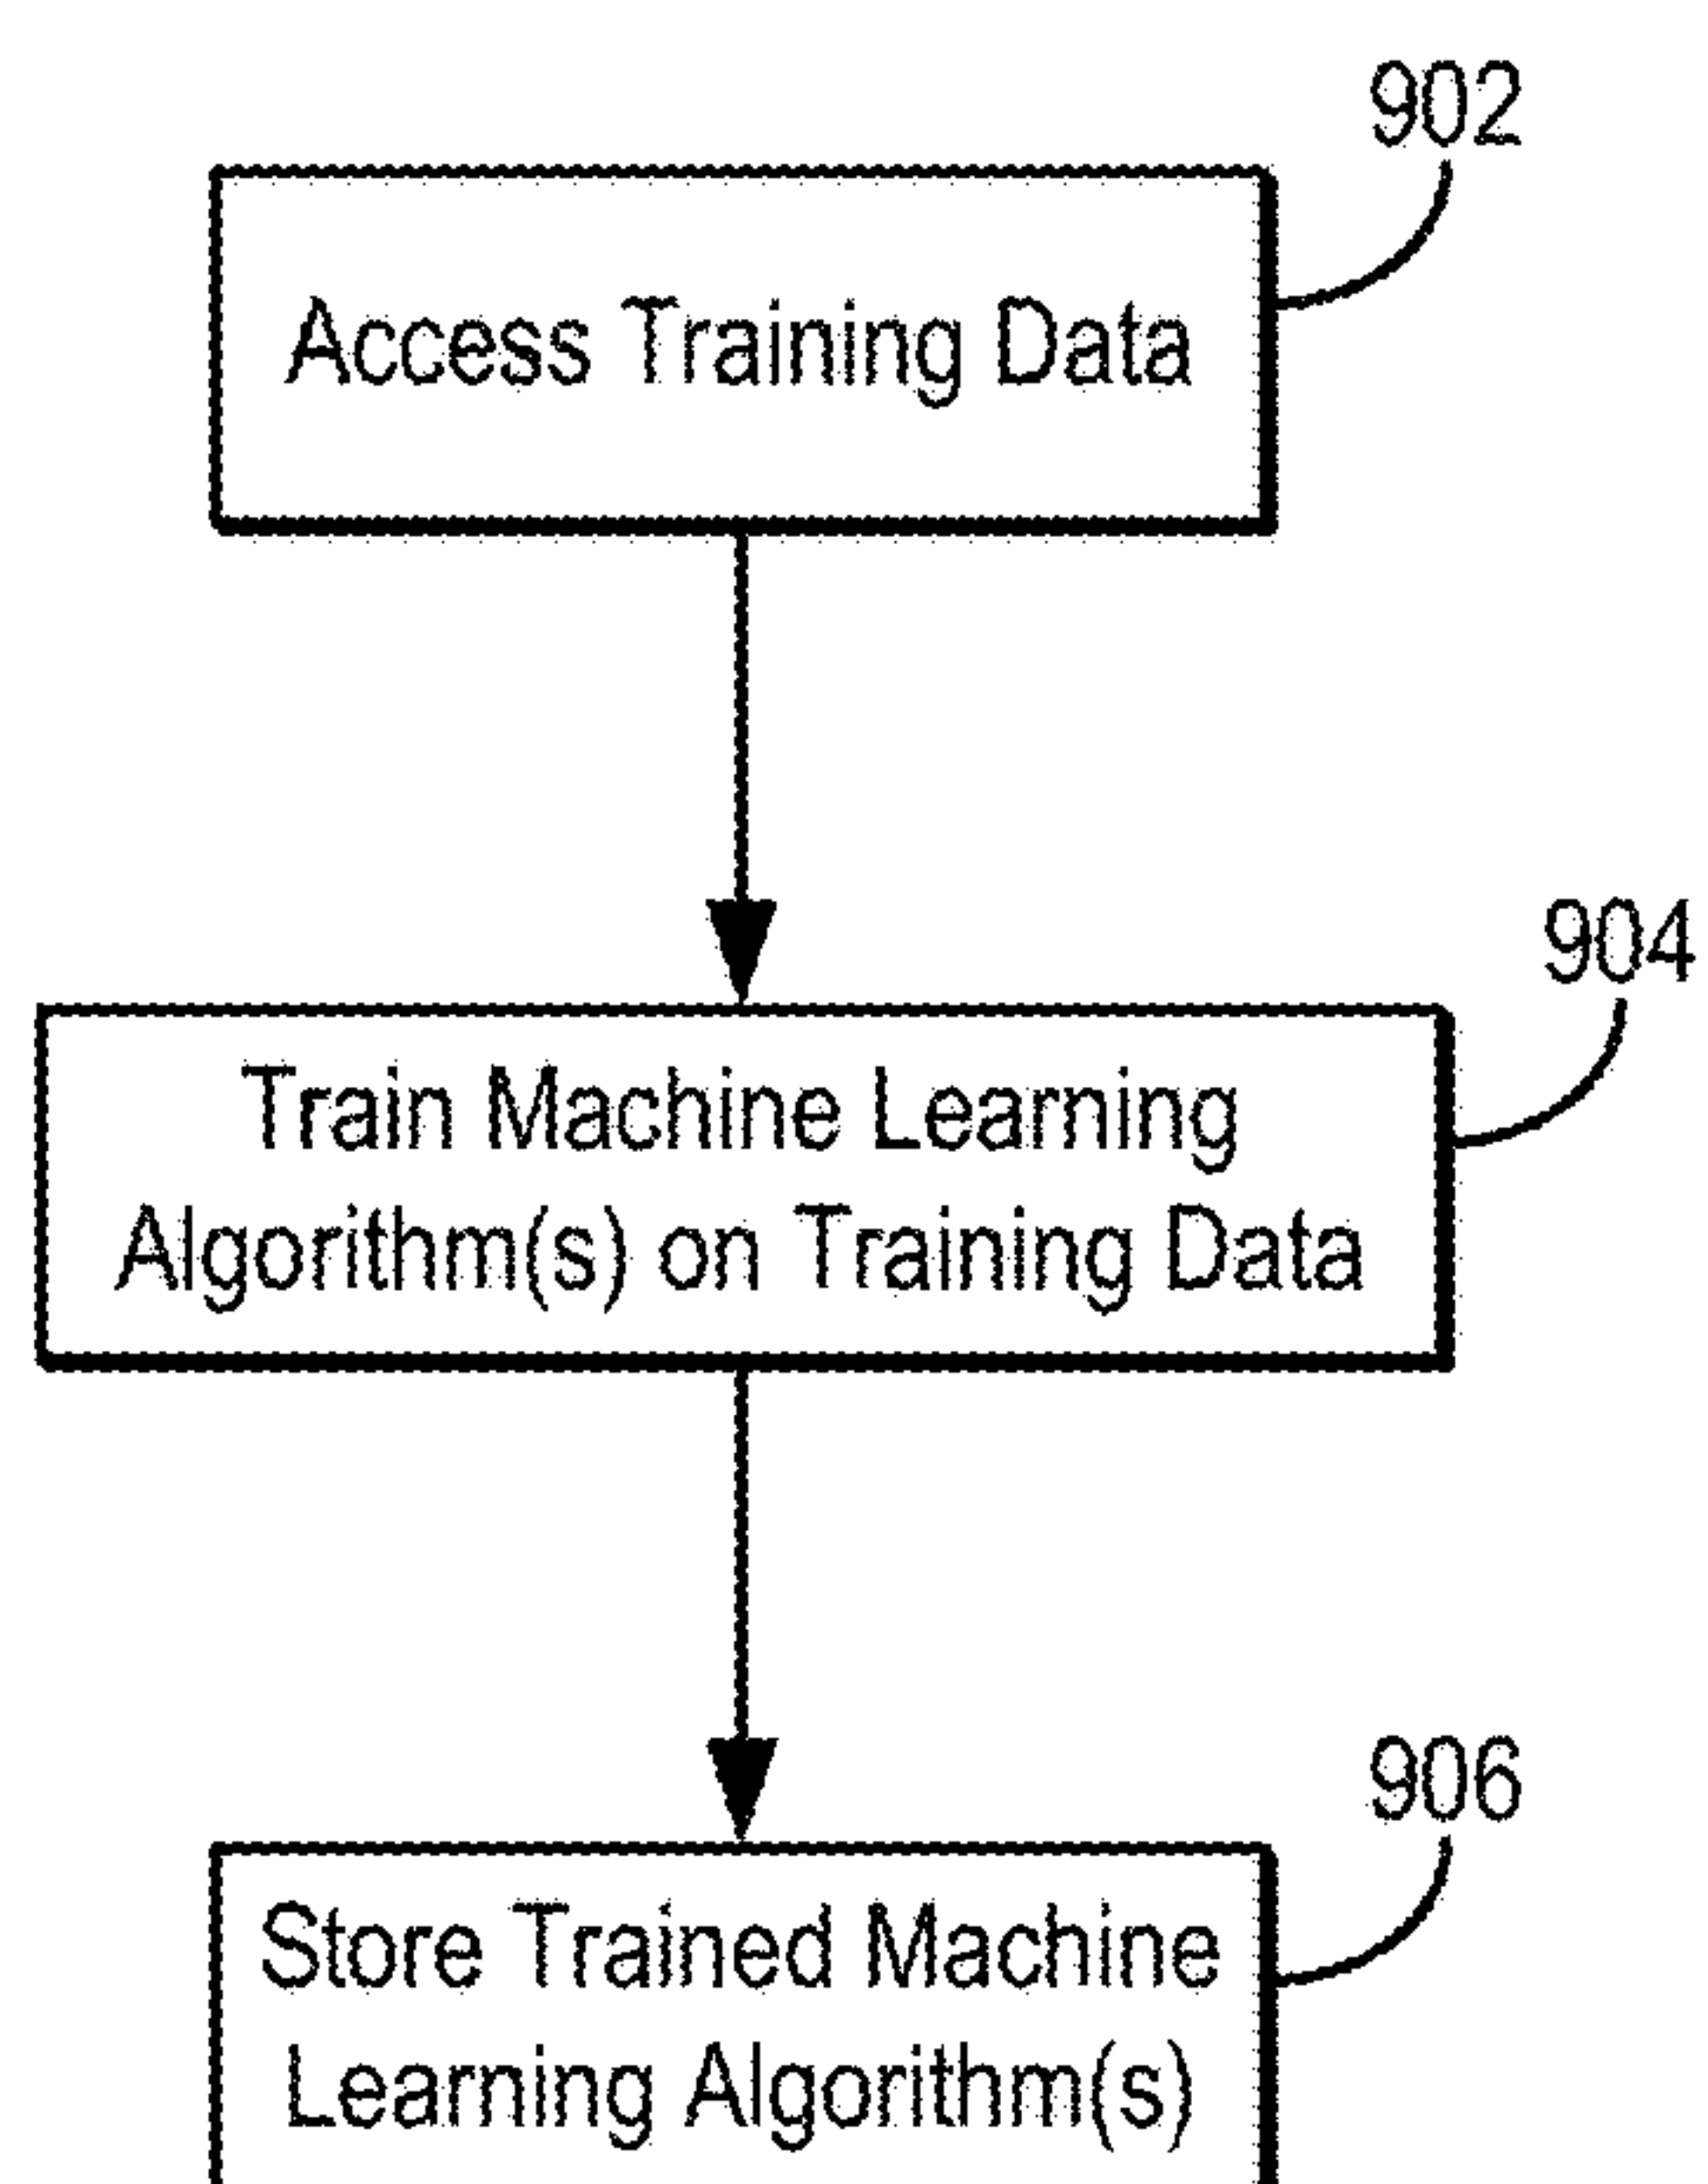 902
Access Training Data
904
Train Machine Learning
Algorithm(s) on Training Data
906
Store Trained Machine
Learning Algorithm(s)